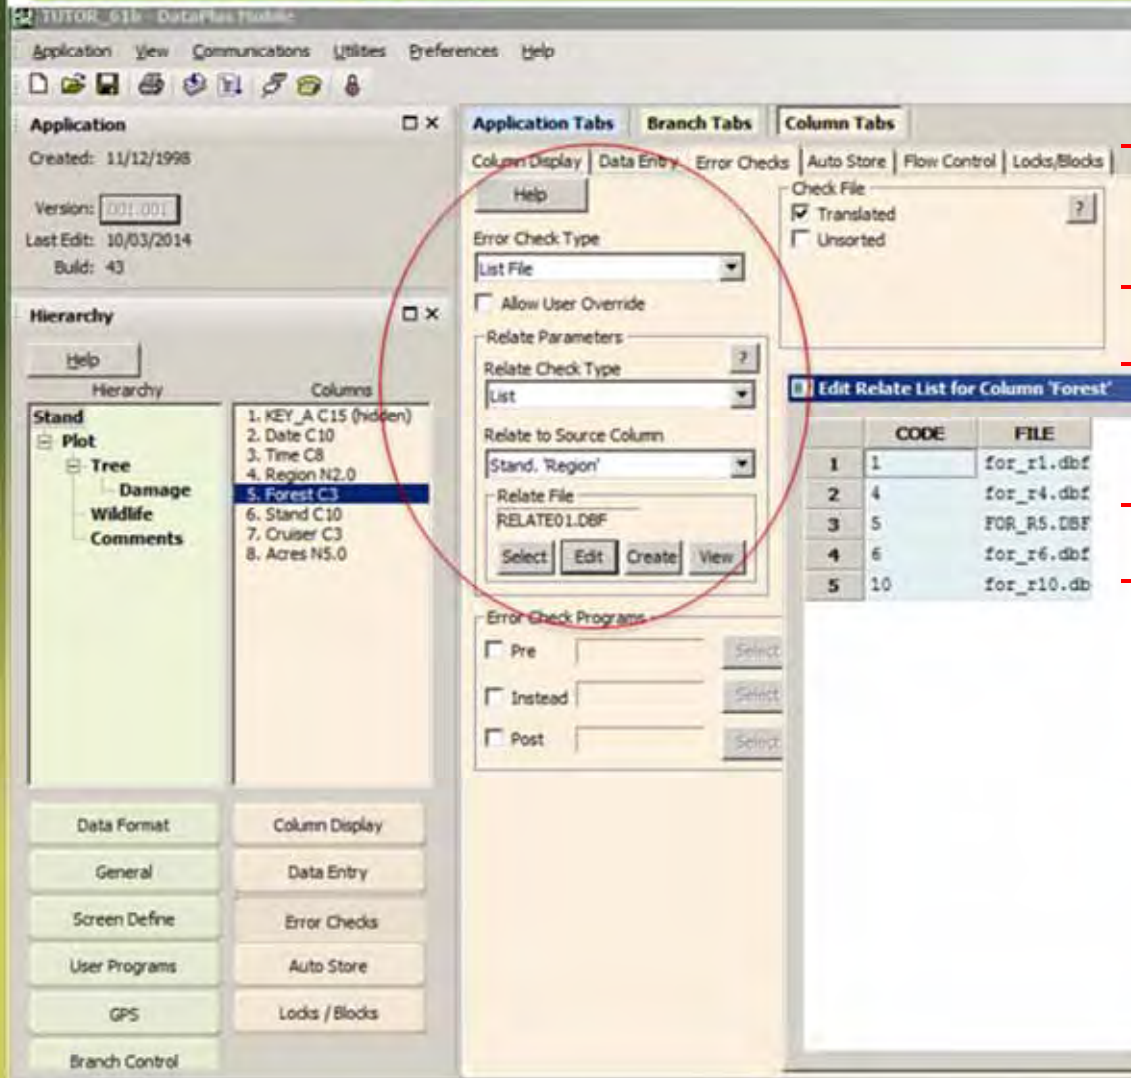 TUTOR_61b - DataPlus Mobile
Application View Communications Utilities Preferences Help
Application
Created: 11/12/1998
Version: 001.001
Last Edit: 10/03/2014
Build: 43
Hierarchy
Help
Hierarchy
Stand
Plot
Tree
Damage
Wildlife
Comments
Columns
1. KEY_A C15 (hidden)
2. Date C10
3. Time C8
4. Region N2.0
5. Forest C3
6. Stand C10
7. Cruiser C3
8. Acres N5.0
Data Format
General
Screen Define
User Programs
GPS
Branch Control
Column Display
Data Entry
Error Checks
Auto Store
Locks / Blocks
Application Tabs Branch Tabs Column Tabs
Column Display Data Entry Error Checks Auto Store Flow Control Locks/Blocks
Help
Error Check Type
List File
Allow User Override
Relate Parameters
?
Relate Check Type
List
Relate to Source Column
Stand. 'Region'
Relate File
RELATE01.DBF
Select Edit Create View
Error Check Programs
Pre Select
Instead Select
Post Select
Check File
Translated
?
Unsorted
Edit Relate List for Column 'Forest'
CODE FILE
1 1 for_r1.dbf
2 4 for_r4.dbf
3 5 FOR_R5.DBF
4 6 for_r6.dbf
5 10 for_r10.db